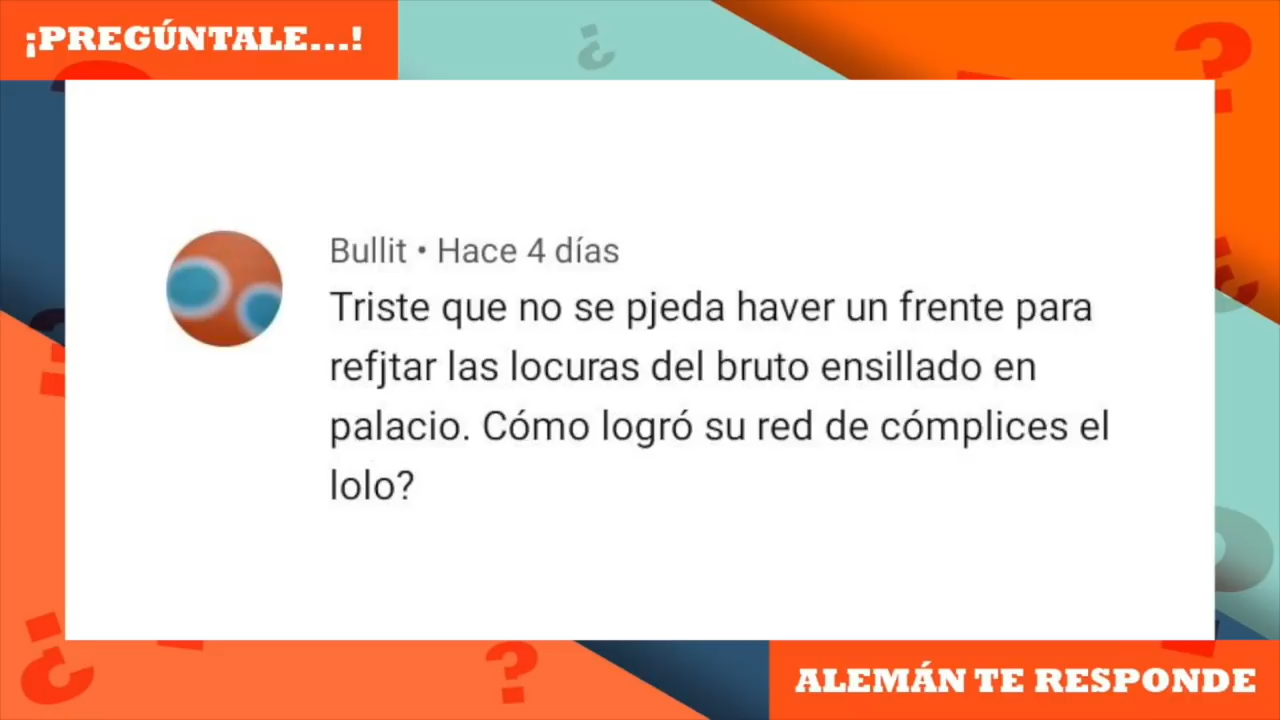 ¡PREGÚNTALE...!
Bullit • Hace 4 días
Triste que no se pjeda haver un frente para
refjtar las locuras del bruto ensillado en
palacio. Cómo logró su red de cómplices el
lolo?
ALEMÁN TE RESPONDE